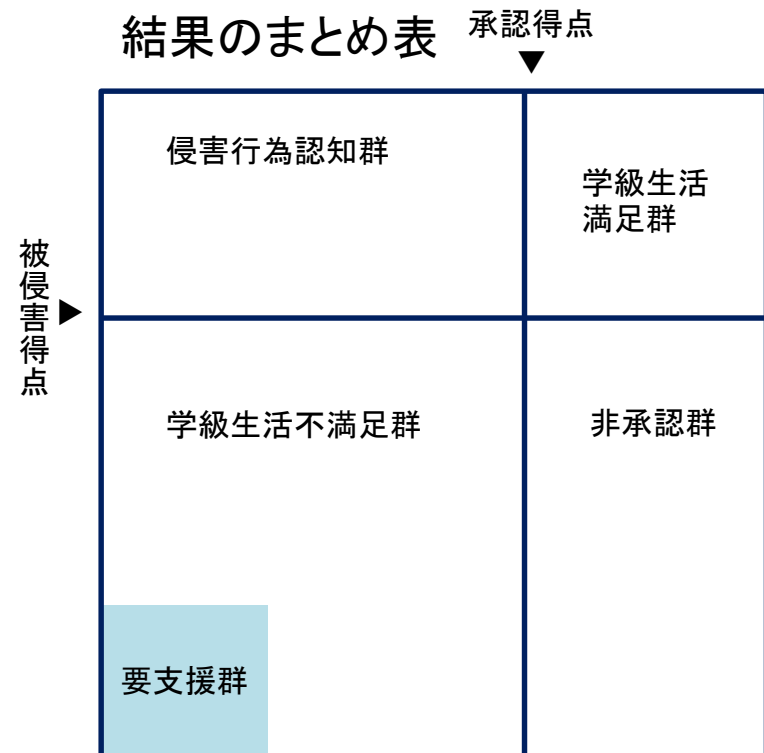 結果のまとめ表
承認得点
▼
侵害行為認知群
学級生活
満足群
被侵害得点
▶
学級生活不満足群
非承認群
要支援群